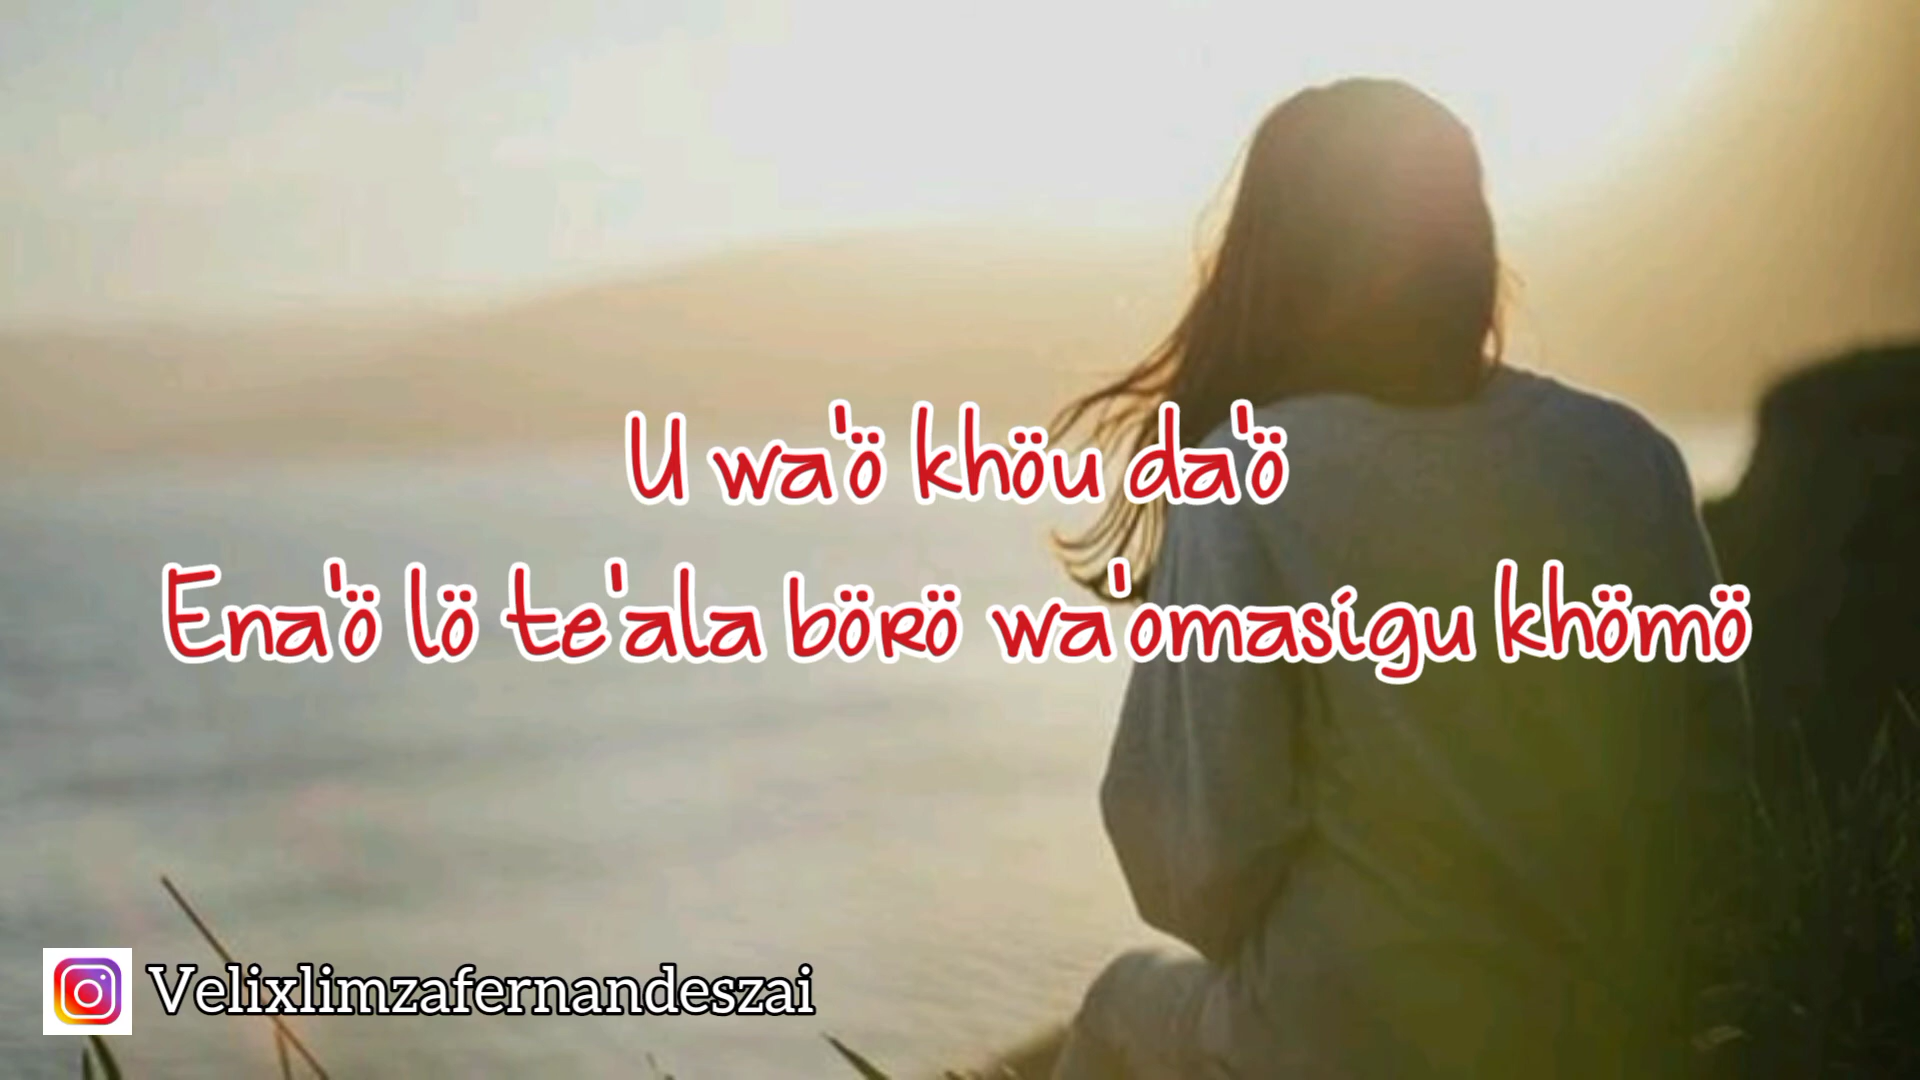 U wa'ö khöu da'ö
Ena'ö lö te'ala börö wa'omasigu khömö
Velixlimzafernandeszai